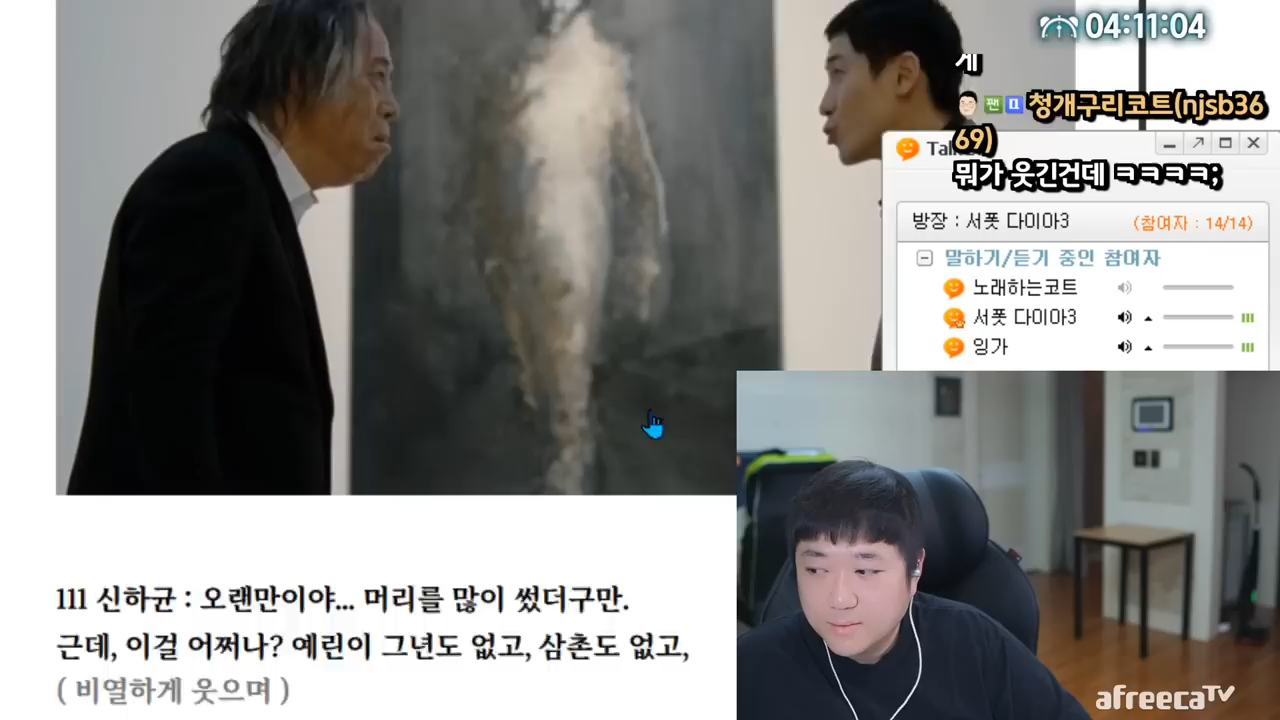 04:11:04
게
팬 청개구리코트(njsb36
69)
뭐가 웃긴건데 ㅋㅋㅋㅋ;
방장 : 서폿 다이아3 (참여자 : 14/14)
말하기/듣기 중인 참여자
노래하는코트
서폿 다이아3
잉가
111 신하균 : 오랜만이야... 머리를 많이 썼더구만.
근데, 이걸 어쩌나? 예린이 그년도 없고, 삼촌도 없고,
( 비열하게 웃으며 )
afreecaTV